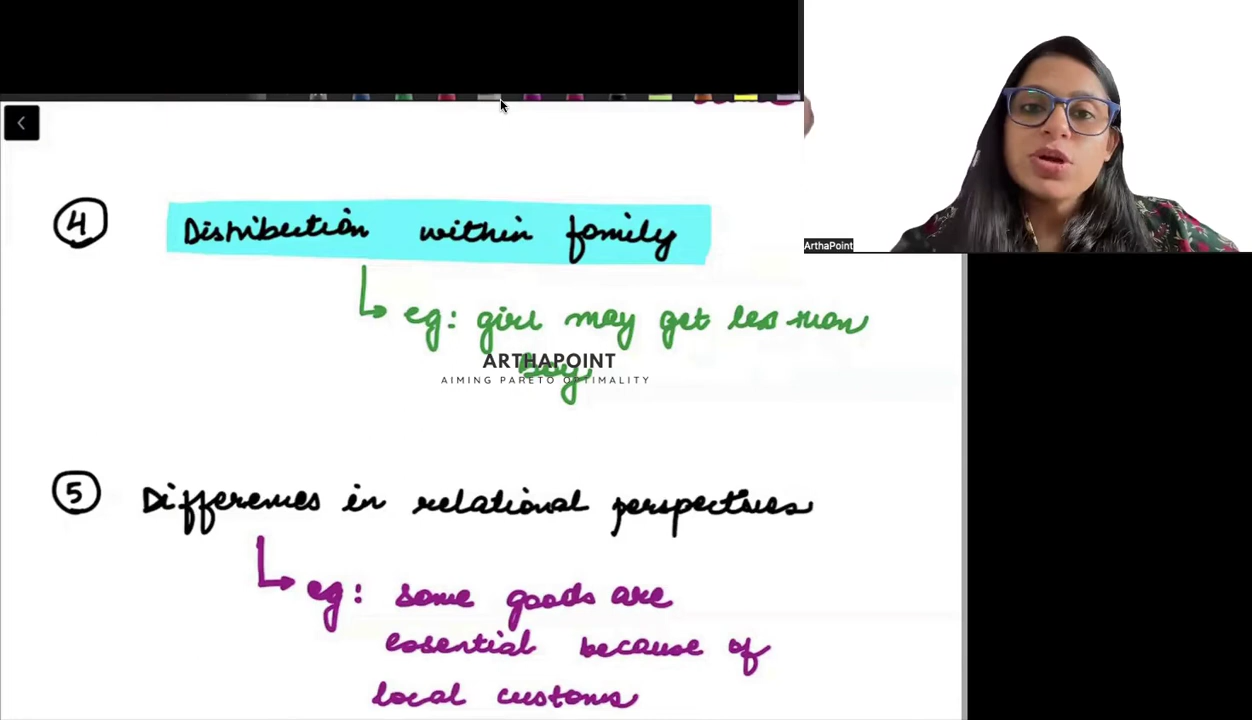 4 Distribution within family
eg: girl may get less than
boy
ARTHAPOINT
AIMING PARETO OPTIMALITY
5 Differences in relational perspectives
eg: some goods are
essential because of
local customs
ArthaPoint